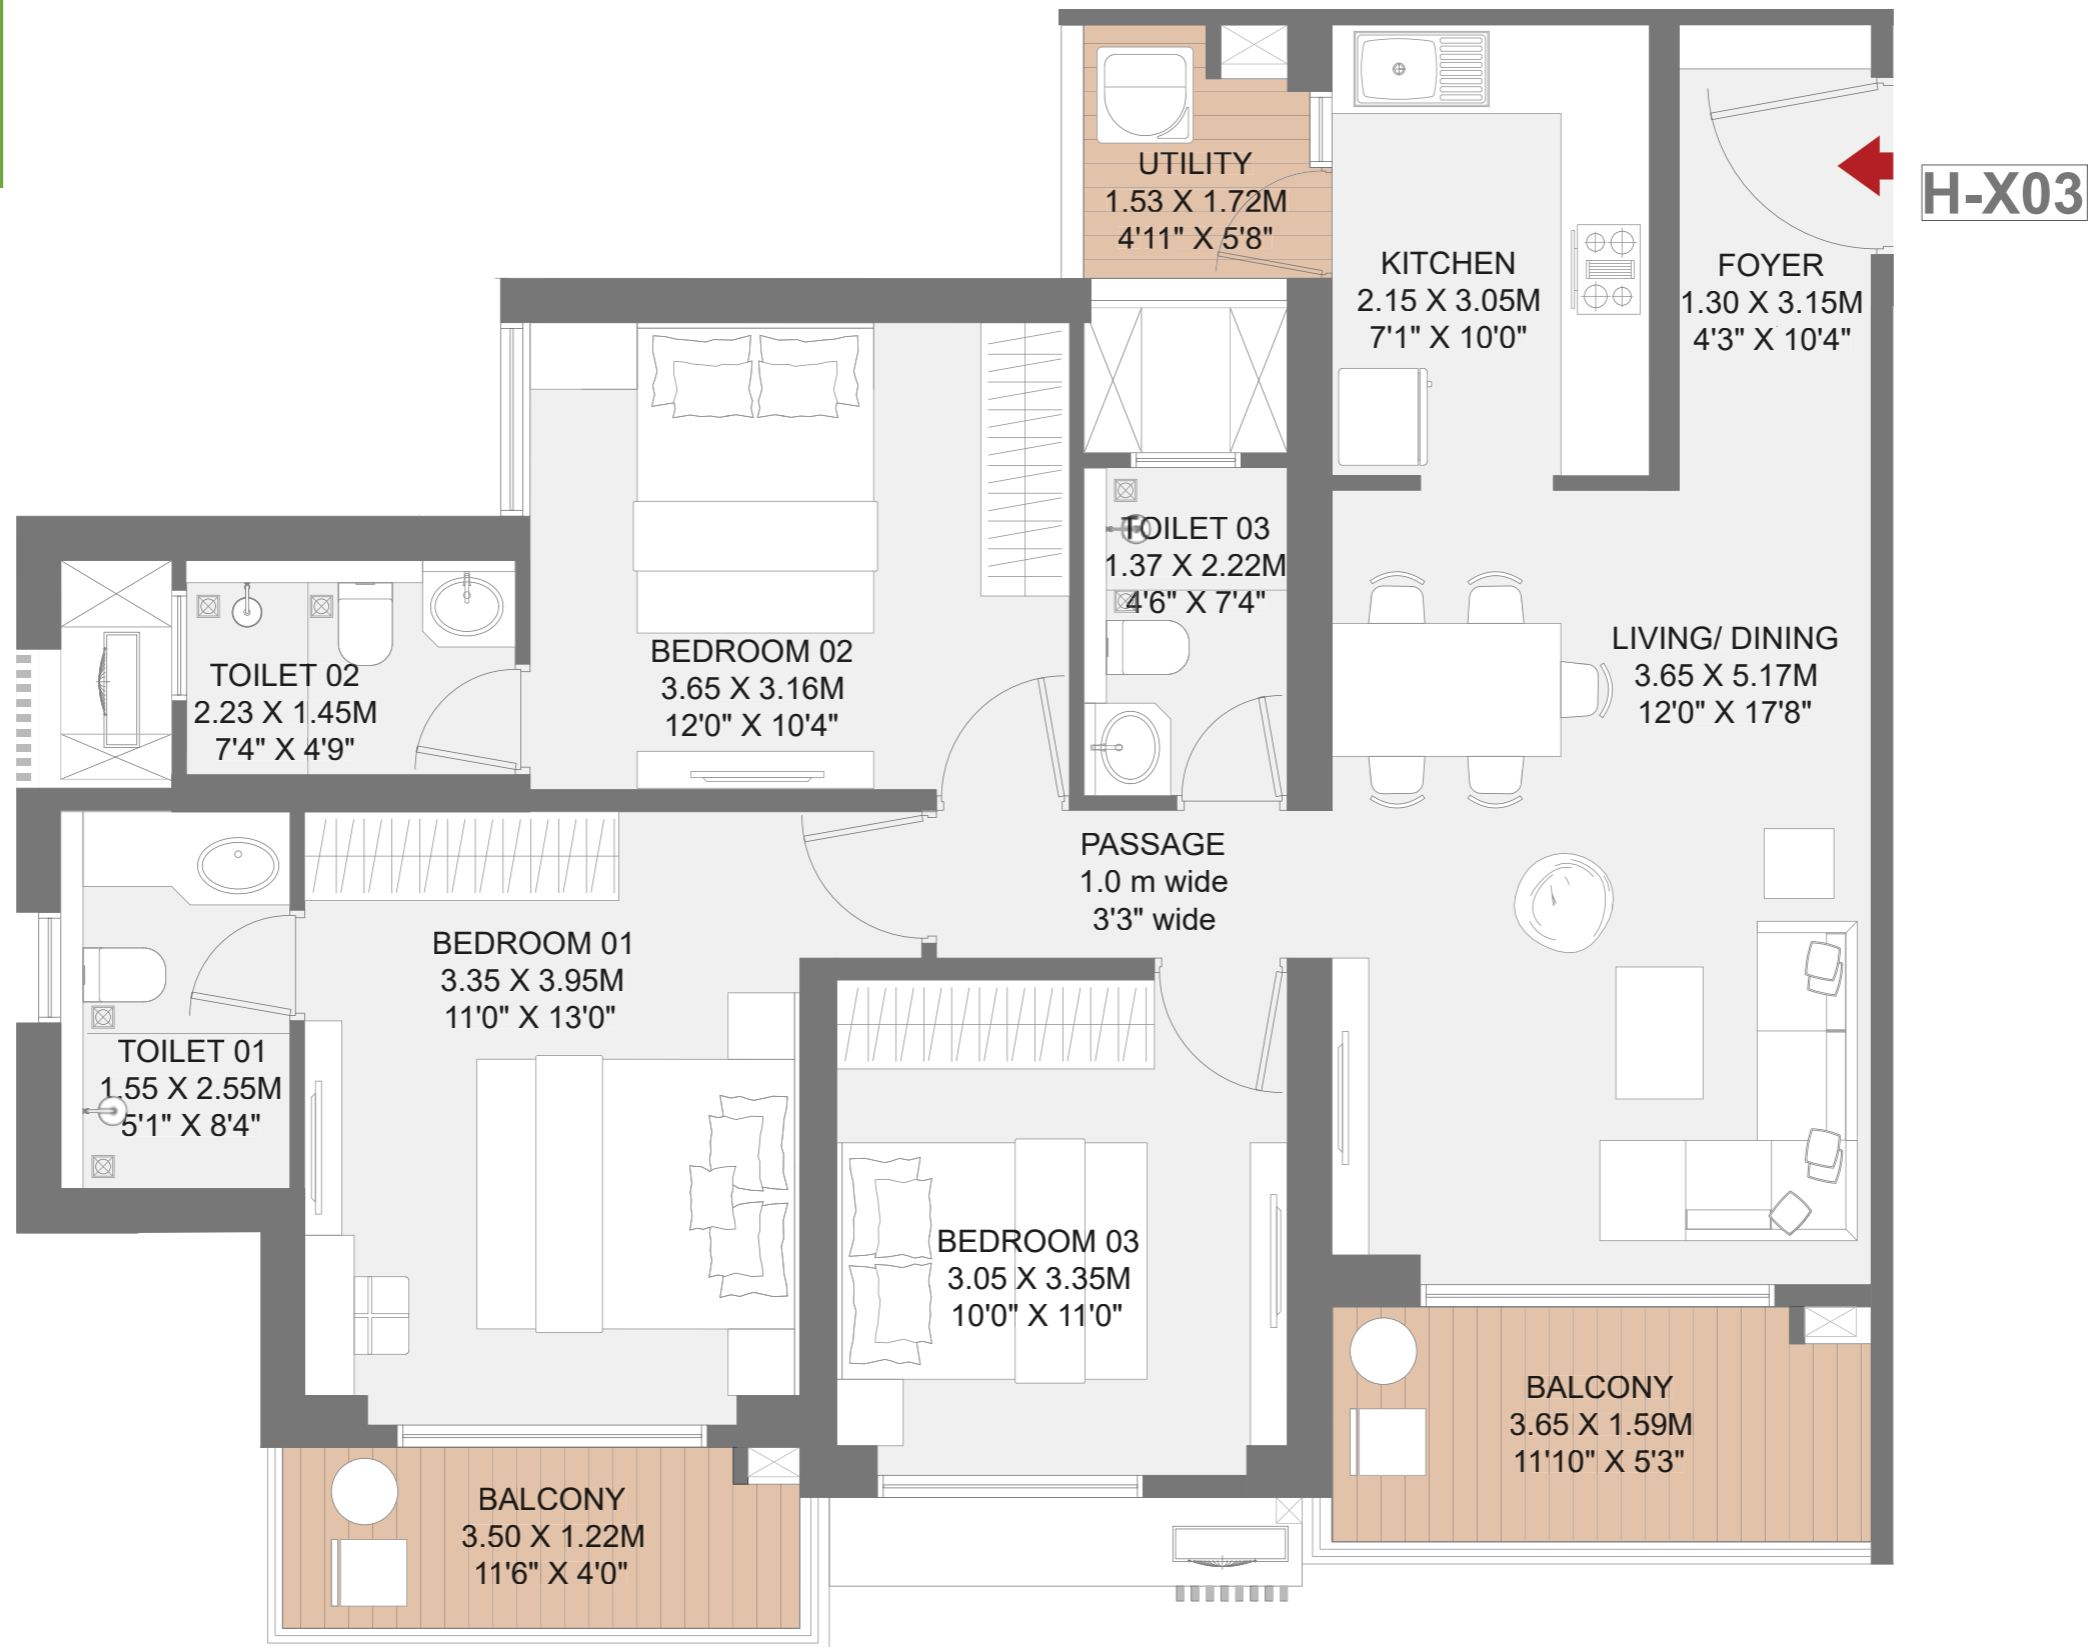 UTILITY
1.53 X 1.72M
4'11" X 5'8"
H-X03
KITCHEN
2.15 X 3.05M
7'1" X 10'0"
FOYER
1.30 X 3.15M
4'3" X 10'4"
TOILET 03
1.37 X 2.22M
4'6" X 7'4"
BEDROOM 02
3.65 X 3.16M
12'0" X 10'4"
LIVING/ DINING
3.65 X 5.17M
12'0" X 17'8"
TOILET 02
2.23 X 1.45M
7'4" X 4'9"
PASSAGE
1.0 m wide
3'3" wide
BEDROOM 01
3.35 X 3.95M
11'0" X 13'0"
TOILET 01
1.55 X 2.55M
5'1" X 8'4"
BEDROOM 03
3.05 X 3.35M
10'0" X 11'0"
BALCONY
3.65 X 1.59M
11'10" X 5'3"
BALCONY
3.50 X 1.22M
11'6" X 4'0"